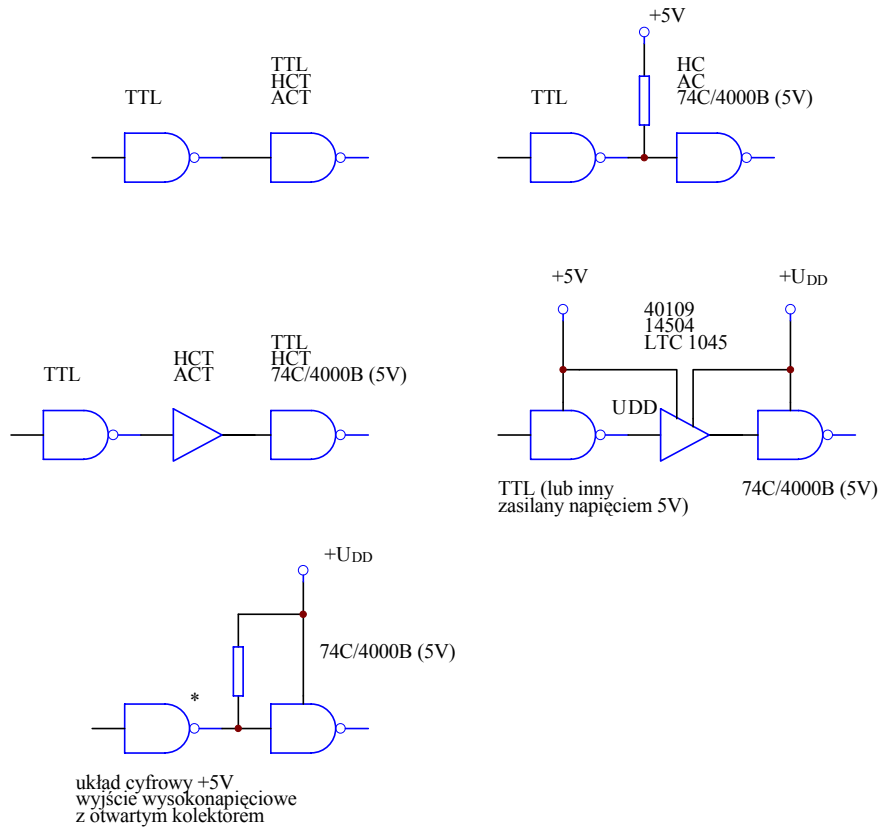 TTL
TTL
HCT
ACT
+5V
TTL
HC
AC
74C/4000B (5V)
TTL
HCT
ACT
TTL
HCT
74C/4000B (5V)
+5V
+UDD
40109
14504
LTC 1045
UDD
TTL (lub inny
zasilany napięciem 5V)
74C/4000B (5V)
+UDD
74C/4000B (5V)
*
układ cyfrowy +5V
wyjście wysokonapięciowe
z otwartym kolektorem